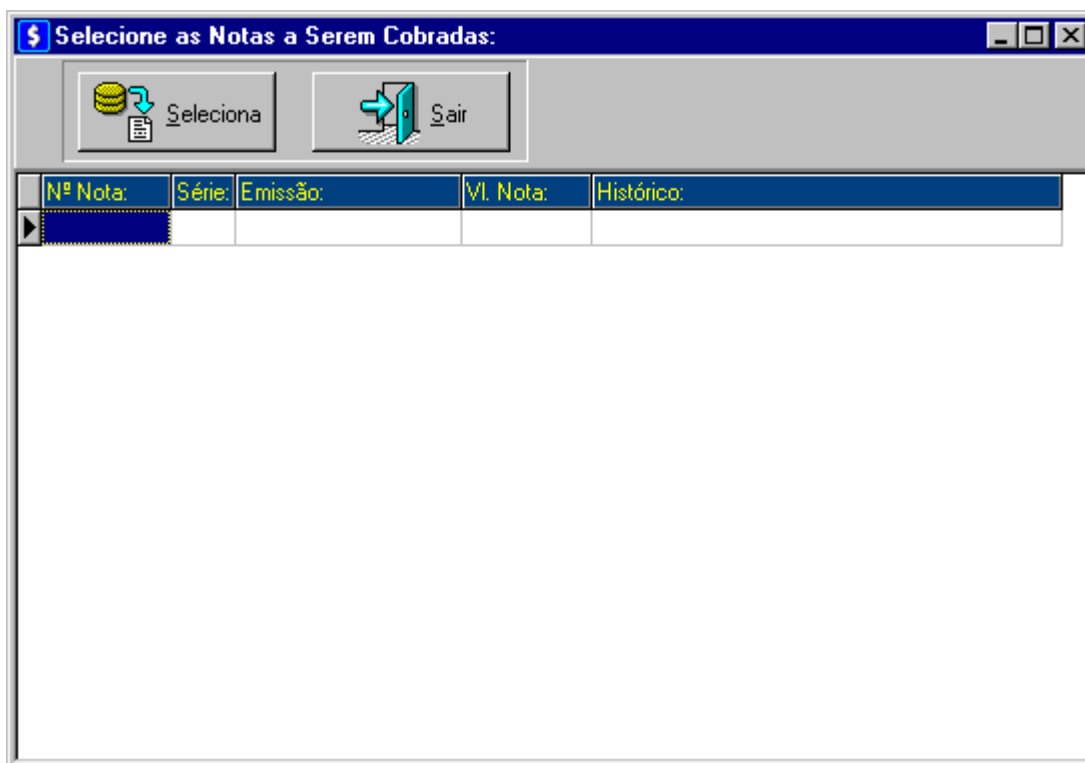 $ Selecione as Notas a Serem Cobradas:
Seleciona Sair
Nº Nota: Série: Emissão: Vl. Nota: Histórico: